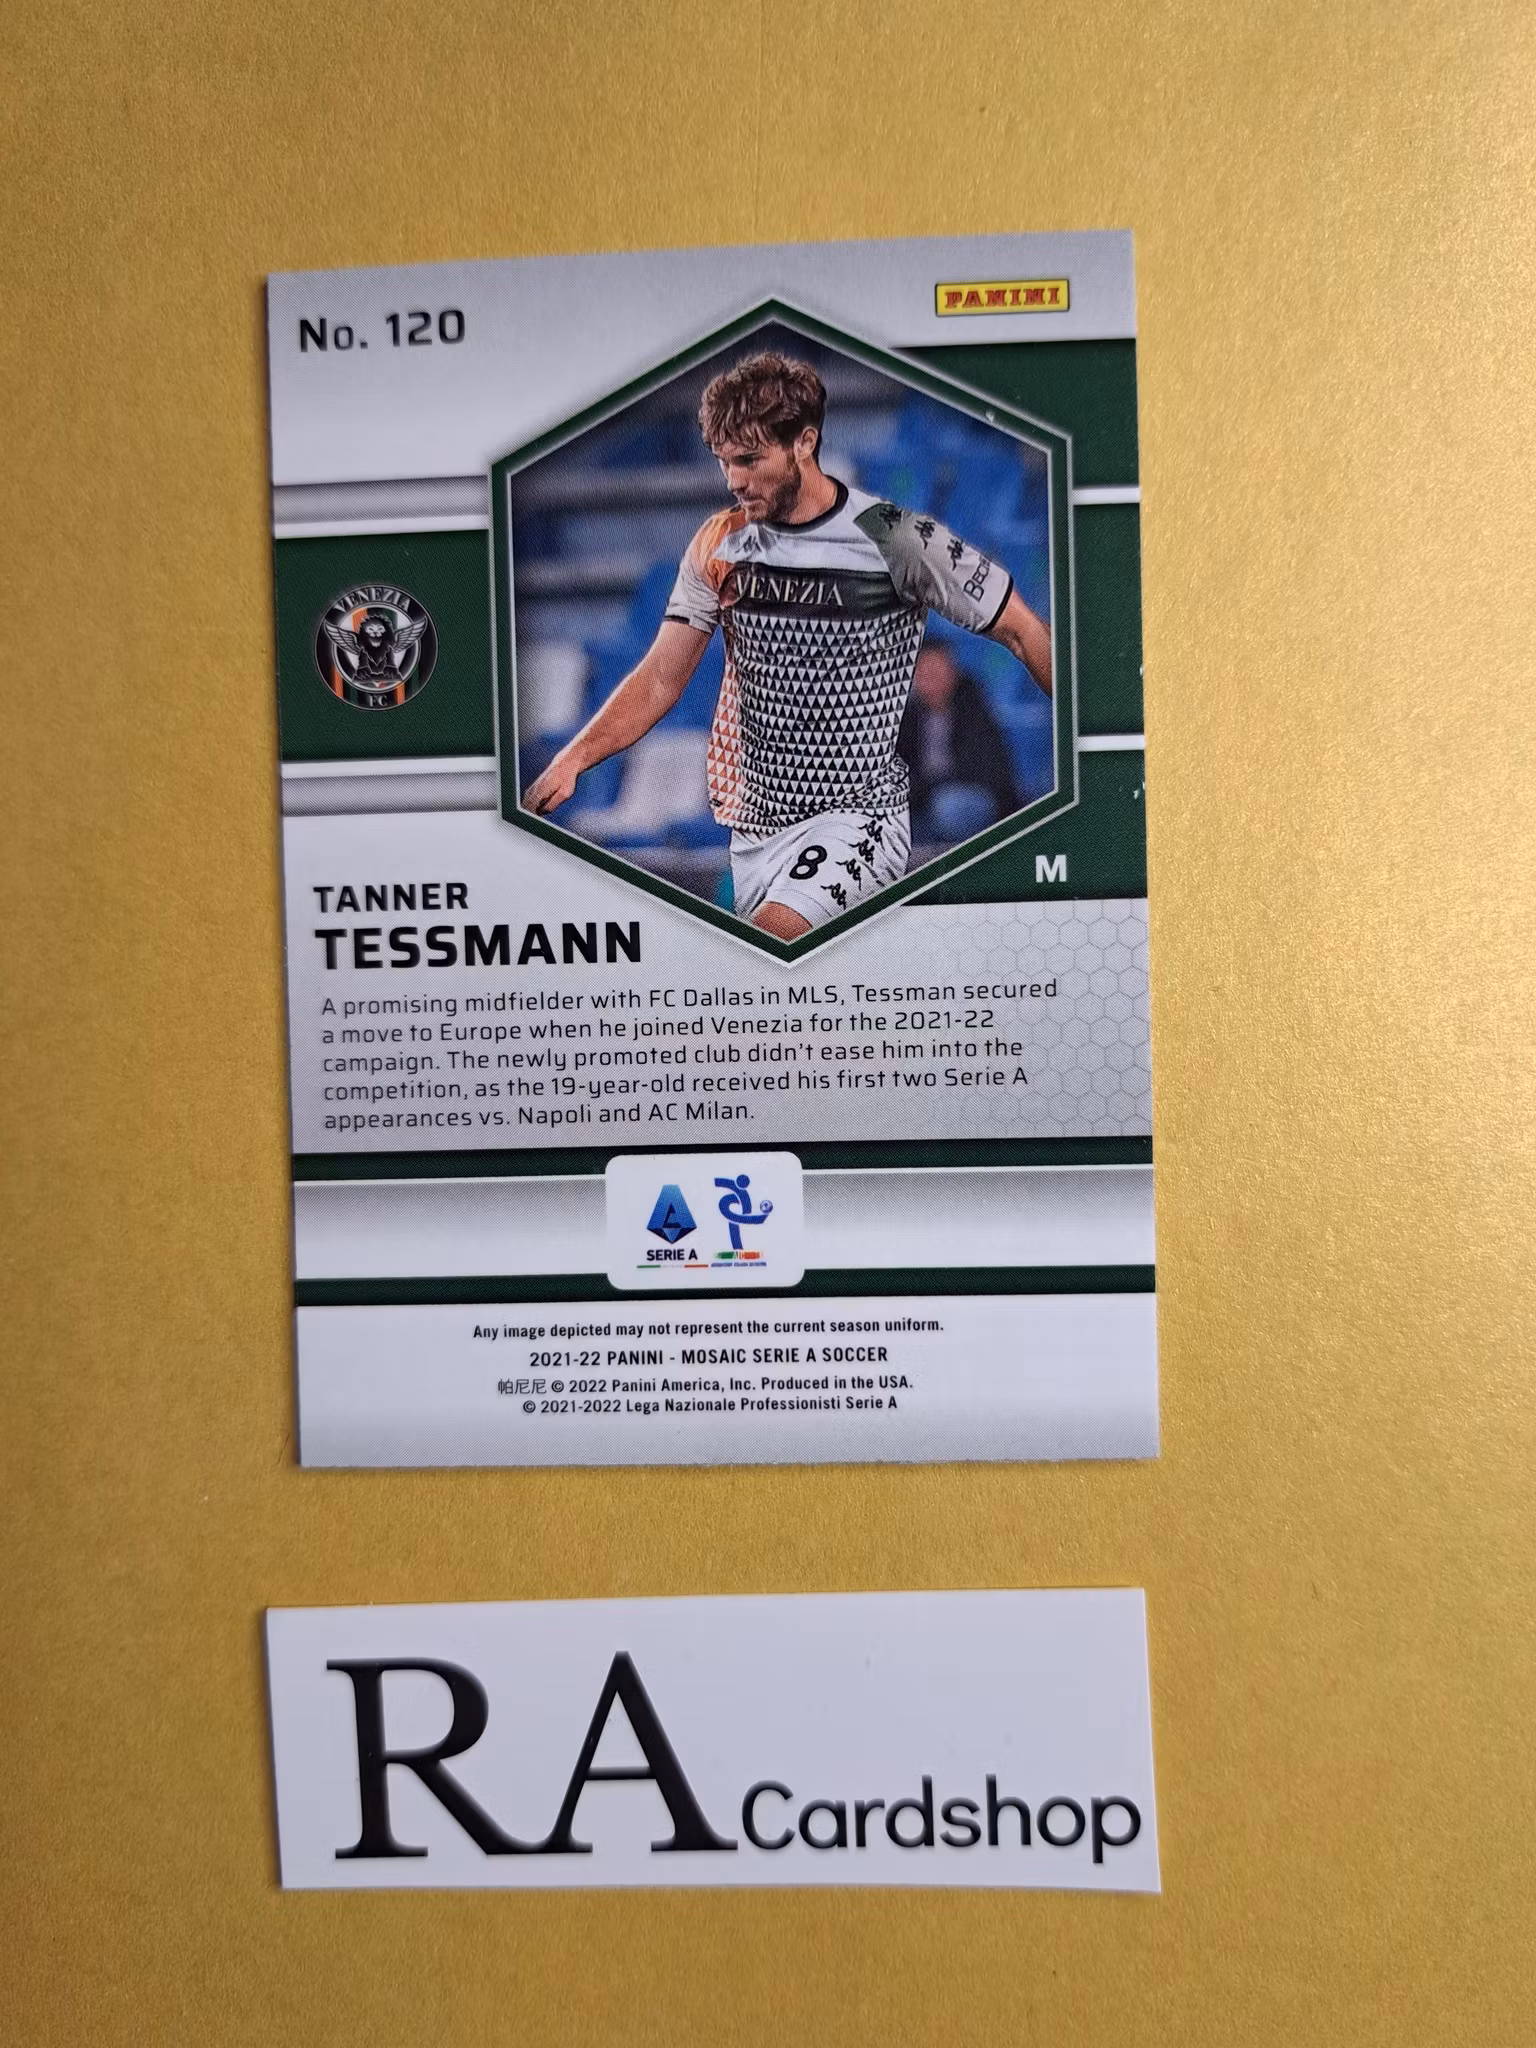 No. 120
PANINI
VENEZIA
FC
VENEZIA
8
M
TANNER
TESSMANN
A promising midfielder with FC Dallas in MLS, Tessman secured
a move to Europe when he joined Venezia for the 2021-22
campaign. The newly promoted club didn't ease him into the
competition, as the 19-year-old received his first two Serie A
appearances vs. Napoli and AC Milan.
SERIE A
Any image depicted may not represent the current season uniform.
2021-22 PANINI - MOSAIC SERIE A SOCCER
帕尼尼 © 2022 Panini America, Inc. Produced in the USA.
© 2021-2022 Lega Nazionale Professionisti Serie A
RA Cardshop